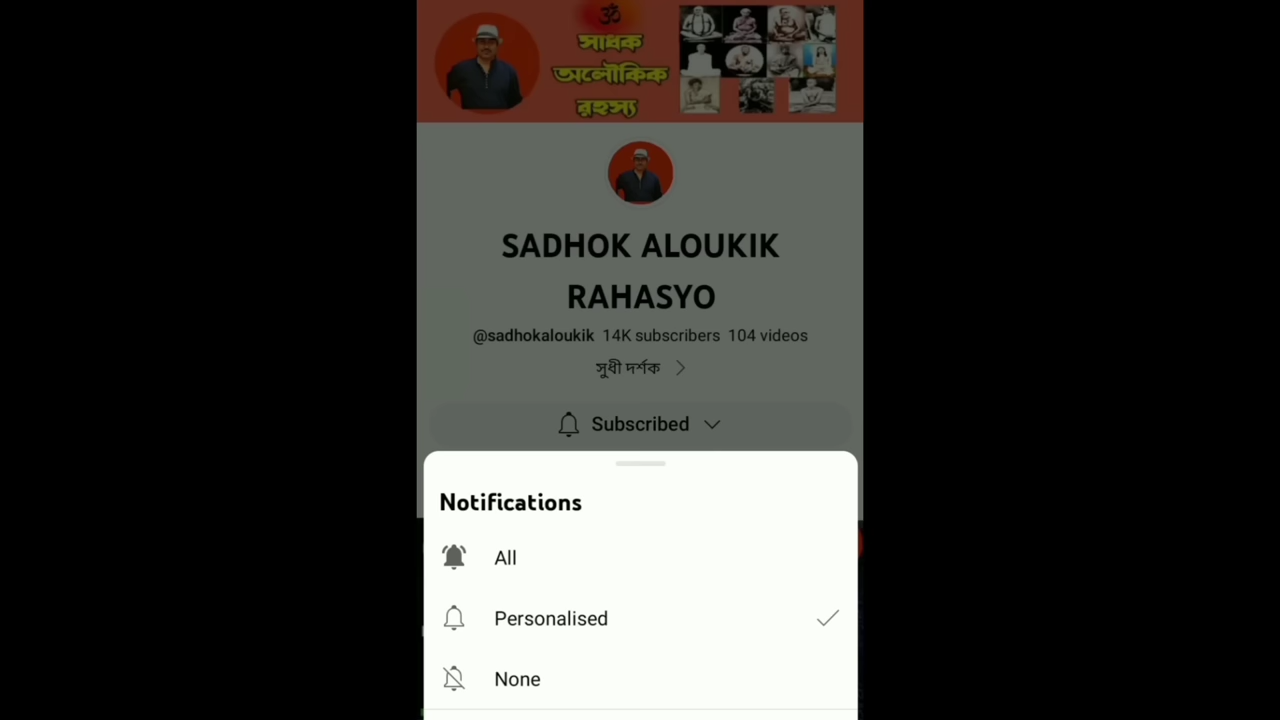 ॐ
সাধক
অলৌকিক
রহস্য
SADHOK ALOUKIK
RAHASYO
@sadhokaloukik 14K subscribers 104 videos
সুধী দর্শক
Subscribed
Notifications
All
Personalised
None